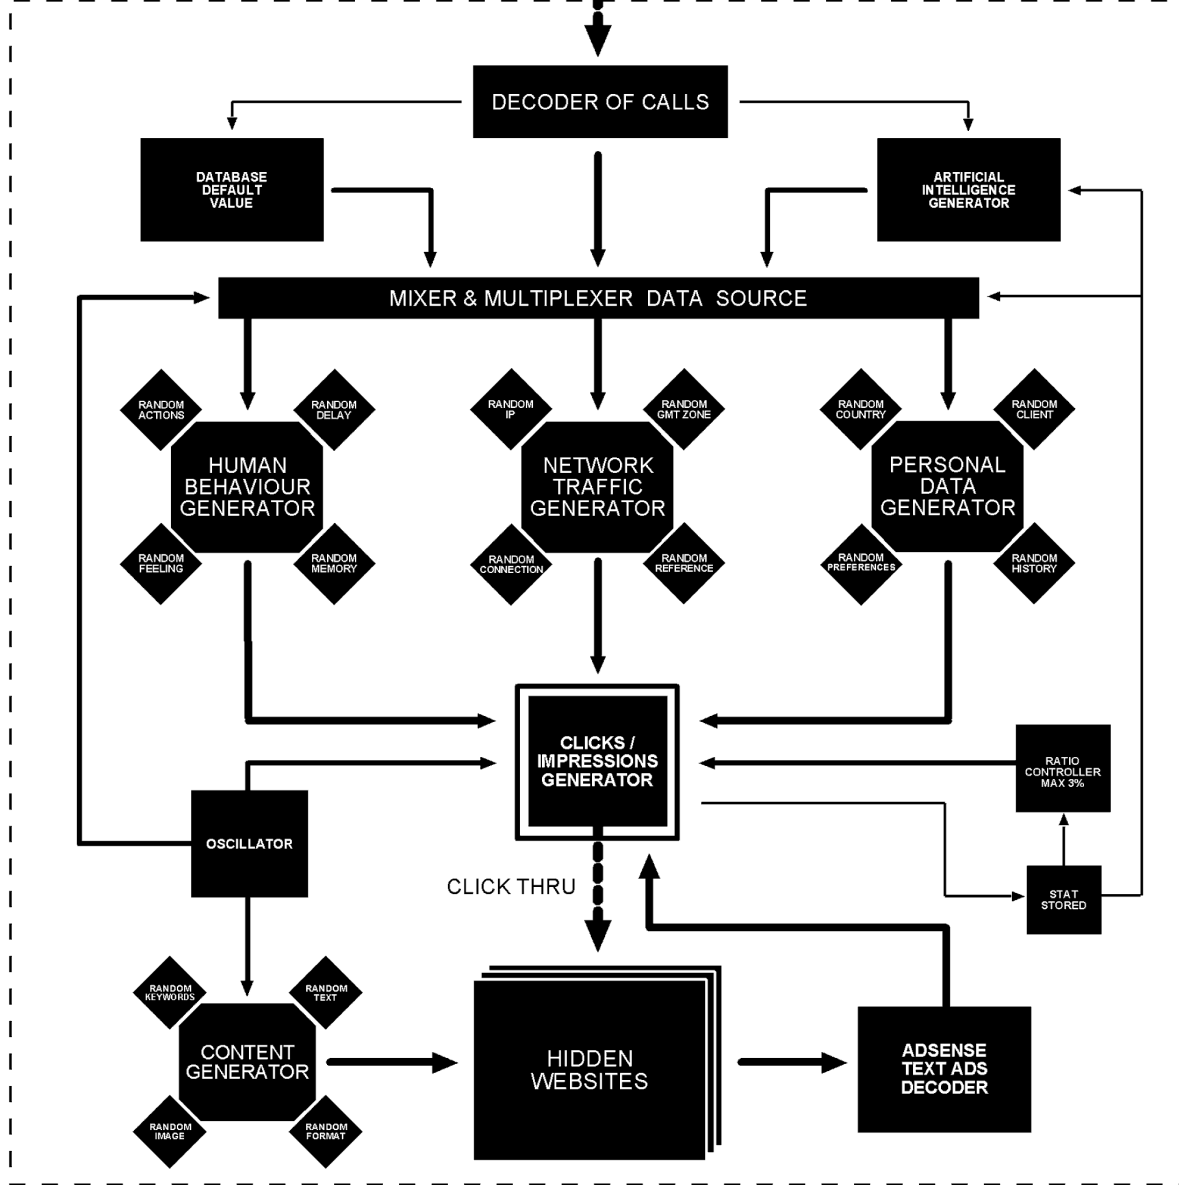 DECODER OF CALLS
DATABASE
DEFAULT
VALUE
ARTIFICIAL
INTELLIGENCE
GENERATOR
MIXER & MULTIPLEXER DATA SOURCE
RANDOM
ACTIONS
RANDOM
DELAY
HUMAN
BEHAVIOUR
GENERATOR
RANDOM
FEELING
RANDOM
MEMORY
RANDOM
IP
RANDOM
GMT ZONE
NETWORK
TRAFFIC
GENERATOR
RANDOM
CONNECTION
RANDOM
REFERENCE
RANDOM
COUNTRY
RANDOM
CLIENT
PERSONAL
DATA
GENERATOR
RANDOM
PREFERENCES
RANDOM
HISTORY
CLICKS /
IMPRESSIONS
GENERATOR
RATIO
CONTROLLER
MAX 3%
OSCILLATOR
CLICK THRU
STAT
STORED
RANDOM
KEYWORDS
RANDOM
TEXT
CONTENT
GENERATOR
RANDOM
IMAGE
RANDOM
FORMAT
HIDDEN
WEBSITES
ADSENSE
TEXT ADS
DECODER